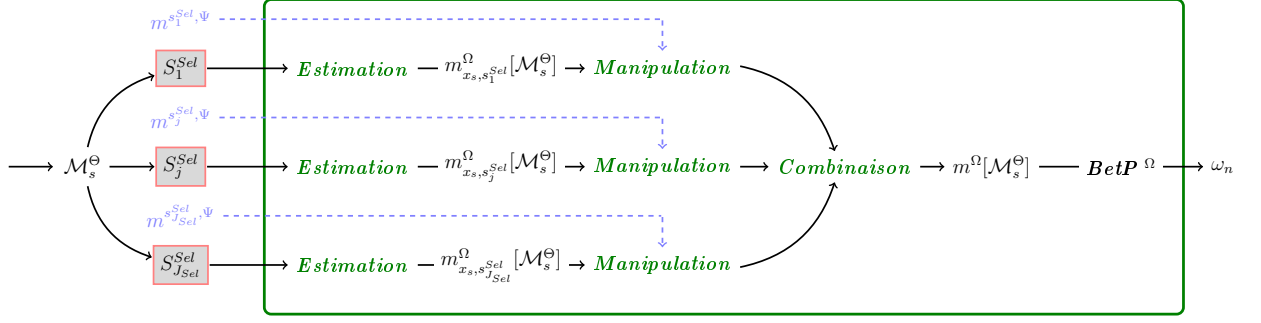 m^{s_1^{Sel},Ψ}
S_1^{Sel} Estimation m^Ω_{x_s,s_1^{Sel}}[ℳ_s^Θ] Manipulation
m^{s_j^{Sel},Ψ}
ℳ_s^Θ S_j^{Sel} Estimation m^Ω_{x_s,s_j^{Sel}}[ℳ_s^Θ] Manipulation Combinaison m^Ω[ℳ_s^Θ] BetP^Ω ω_n
m^{s_{J_{Sel}}^{Sel},Ψ}
S_{J_{Sel}}^{Sel} Estimation m^Ω_{x_s,s_{J_{Sel}}^{Sel}}[ℳ_s^Θ] Manipulation